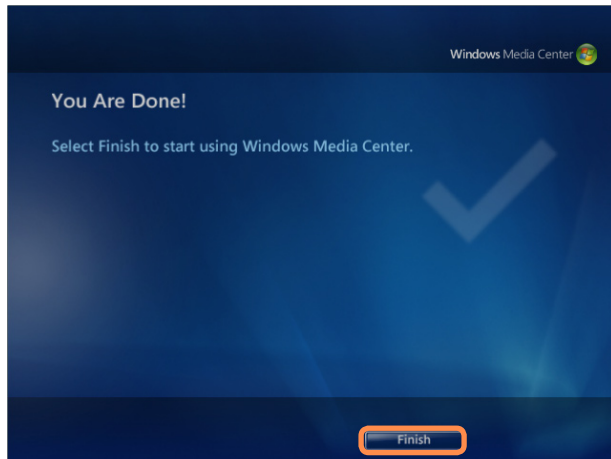 Windows Media Center
You Are Done!
Select Finish to start using Windows Media Center.
Finish